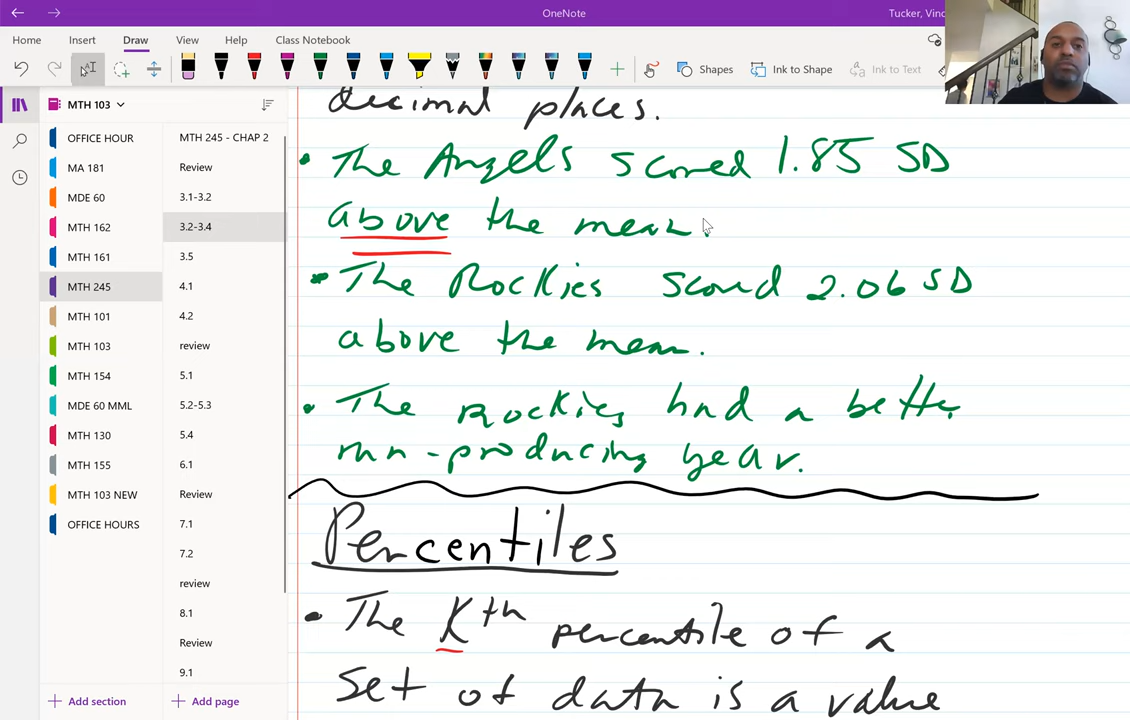 OneNote
Tucker, Vinc
Home Insert Draw View Help Class Notebook
Shapes Ink to Shape Ink to Text
MTH 103
OFFICE HOUR
MA 181
MDE 60
MTH 162
MTH 161
MTH 245
MTH 101
MTH 103
MTH 154
MDE 60 MML
MTH 130
MTH 155
MTH 103 NEW
OFFICE HOURS
Add section
MTH 245 - CHAP 2
Review
3.1-3.2
3.2-3.4
3.5
4.1
4.2
review
5.1
5.2-5.3
5.4
6.1
Review
7.1
7.2
review
8.1
Review
9.1
Add page
decimal places.
• The Angels scored 1.85 SD
above the mean.
• The Rockies scored 2.06 SD
above the mean.
• The Rockies had a better
run-producing year.
Percentiles
• The Kth percentile of a
set of data is a value